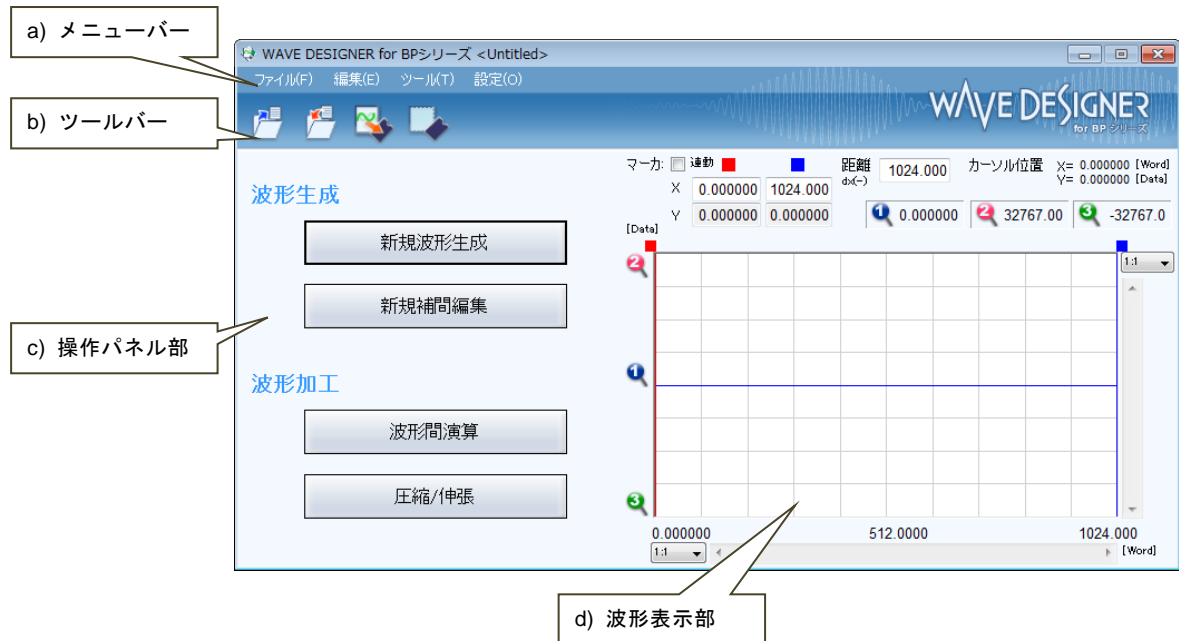 a) メニューバー
WAVE DESIGNER for BPシリーズ <Untitled>
ファイル(F) 編集(E) ツール(T) 設定(O)
b) ツールバー
WAVE DESIGNER
for BP シリーズ
波形生成
新規波形生成
新規補間編集
c) 操作パネル部
波形加工
波形間演算
圧縮/伸張
マーカ: 連動
距離 dx(-) 1024.000
カーソル位置 X= 0.000000 [Word]
Y= 0.000000 [Data]
X 0.000000 1024.000
Y 0.000000 0.000000
1 0.000000 2 32767.00 3 -32767.0
[Data]
2
1:1
1
3
0.000000 512.0000 1024.000
1:1
[Word]
d) 波形表示部